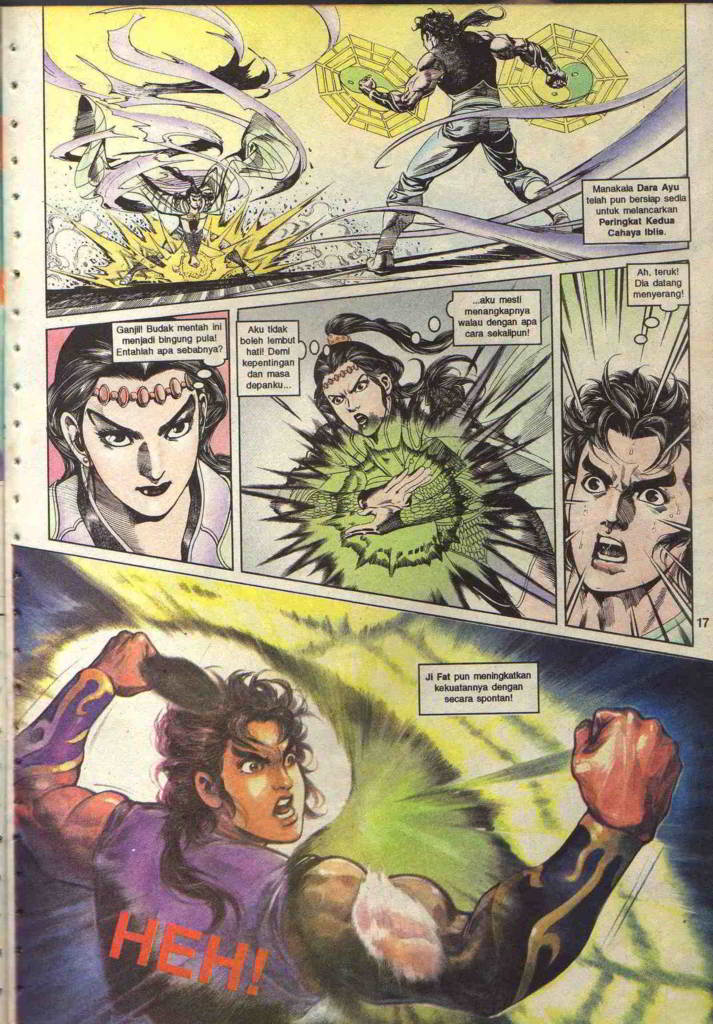 Manakala Dara Ayu
telah pun bersiap sedia
untuk melancarkan
Peringkat Kedua
Cahaya Iblis.
Ganjil! Budak mentah ini
menjadi bingung pula!
Entahlah apa sebabnya?
Aku tidak
boleh lembut
hati! Demi
kepentingan
dan masa
depanku...
...aku mesti
menangkapnya
walau dengan apa
cara sekalipun!
Ah, teruk!
Dia datang
menyerang!
17
Ji Fat pun meningkatkan
kekuatannya dengan
secara spontan!
HEH!